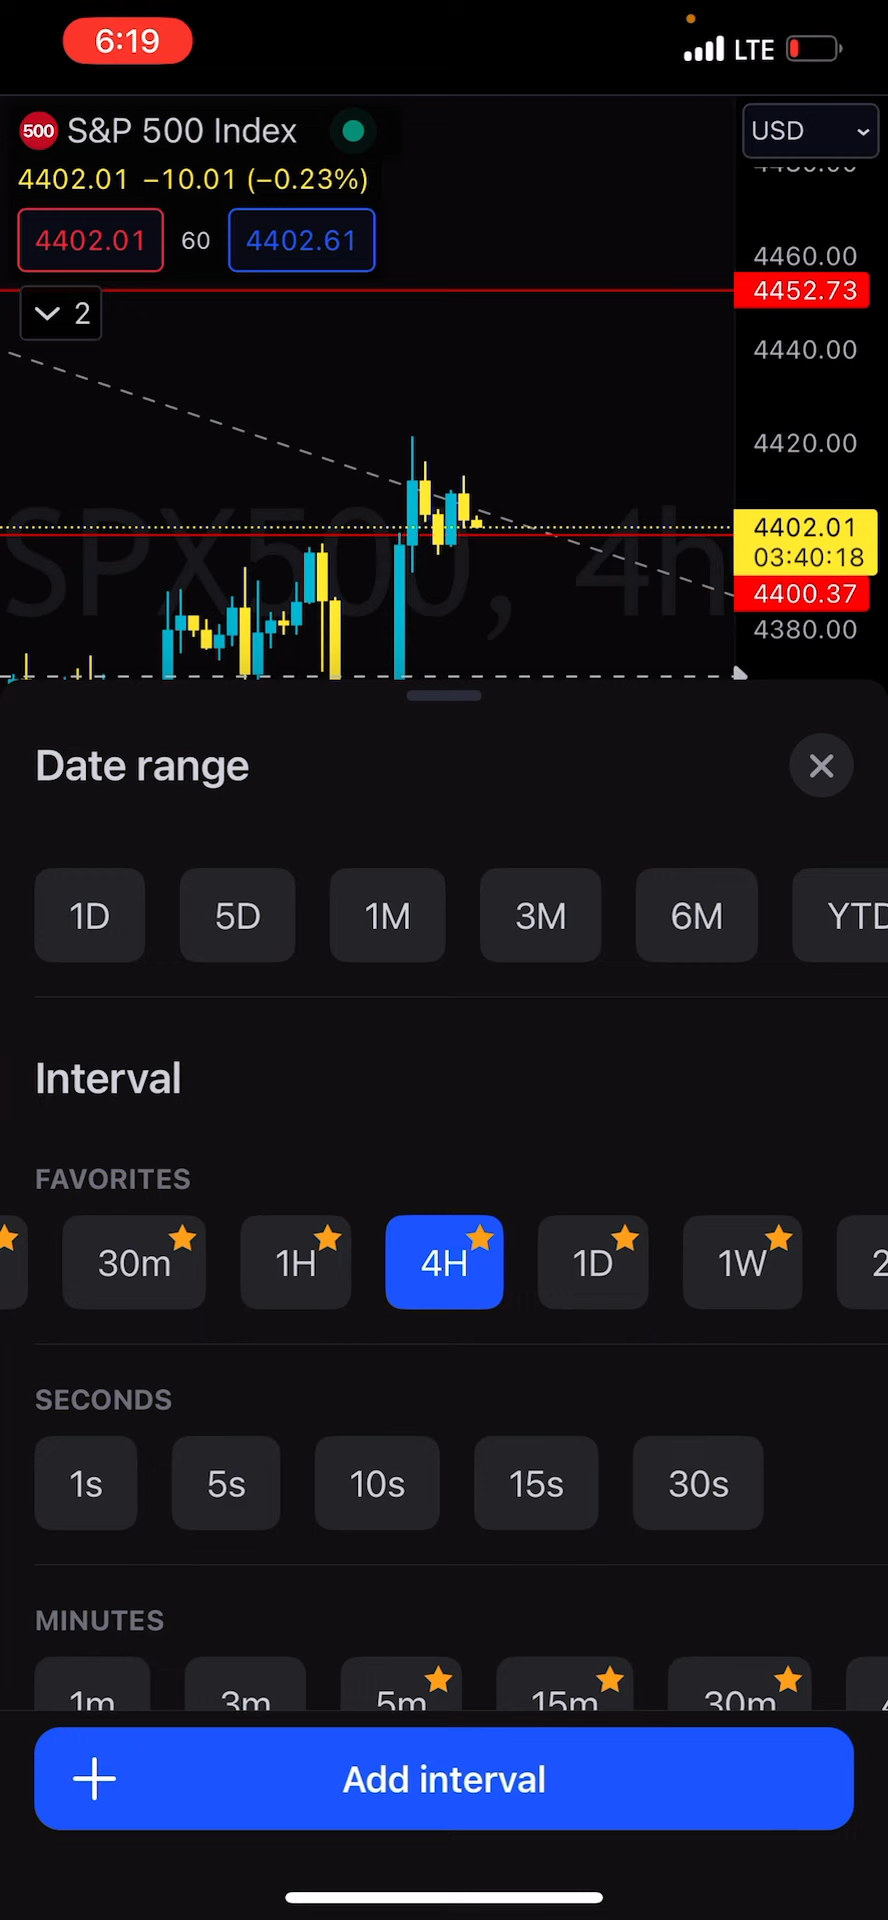 6:19
LTE
500 S&P 500 Index
USD
4402.01 −10.01 (−0.23%)
4402.01 60 4402.61
4460.00
4452.73
2
4440.00
4420.00
SPX500, 4h
4402.01
03:40:18
4400.37
4380.00
Date range
1D 5D 1M 3M 6M YTD
Interval
FAVORITES
30m 1H 4H 1D 1W 2
SECONDS
1s 5s 10s 15s 30s
MINUTES
1m 3m 5m 15m 30m
Add interval